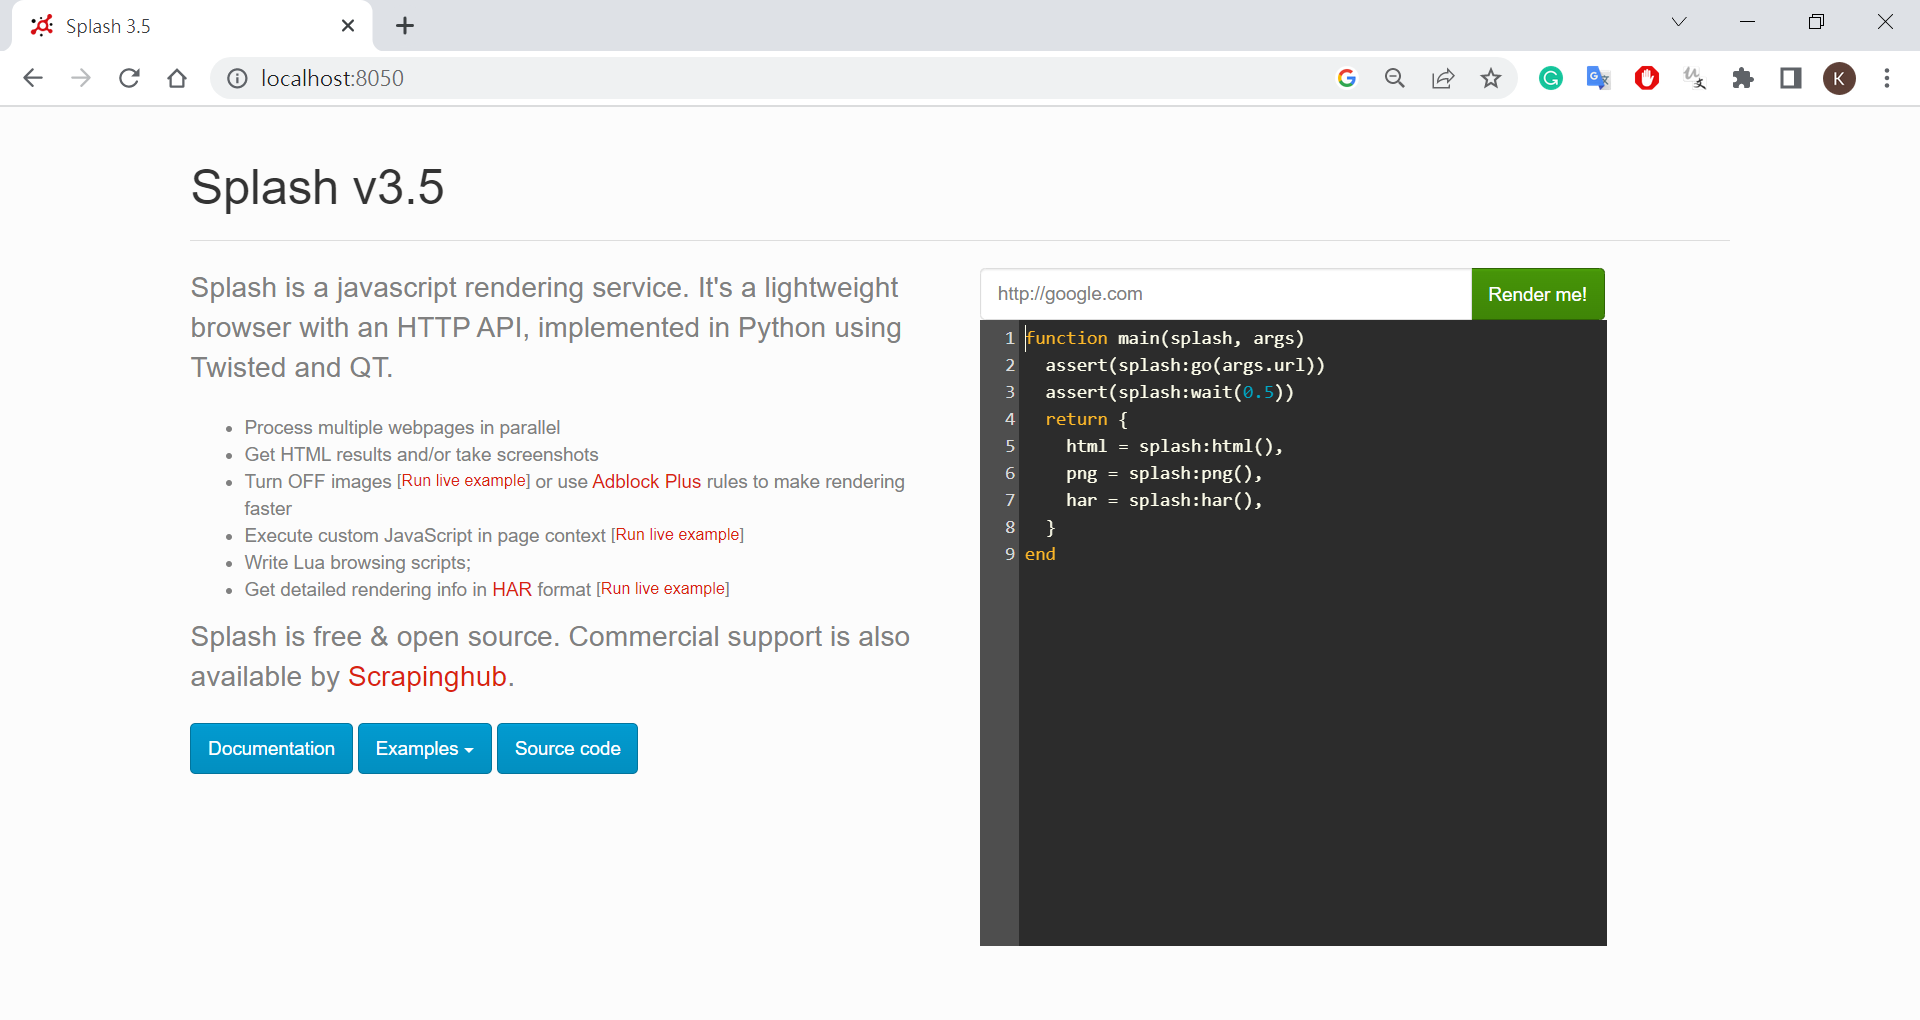 Splash 3.5
localhost:8050
K
Splash v3.5
Splash is a javascript rendering service. It's a lightweight
browser with an HTTP API, implemented in Python using
Twisted and QT.
Process multiple webpages in parallel
Get HTML results and/or take screenshots
Turn OFF images [Run live example] or use Adblock Plus rules to make rendering
faster
Execute custom JavaScript in page context [Run live example]
Write Lua browsing scripts;
Get detailed rendering info in HAR format [Run live example]
Splash is free & open source. Commercial support is also
available by Scrapinghub.
Documentation Examples Source code
http://google.com Render me!
1 function main(splash, args)
2   assert(splash:go(args.url))
3   assert(splash:wait(0.5))
4   return {
5     html = splash:html(),
6     png = splash:png(),
7     har = splash:har(),
8   }
9 end